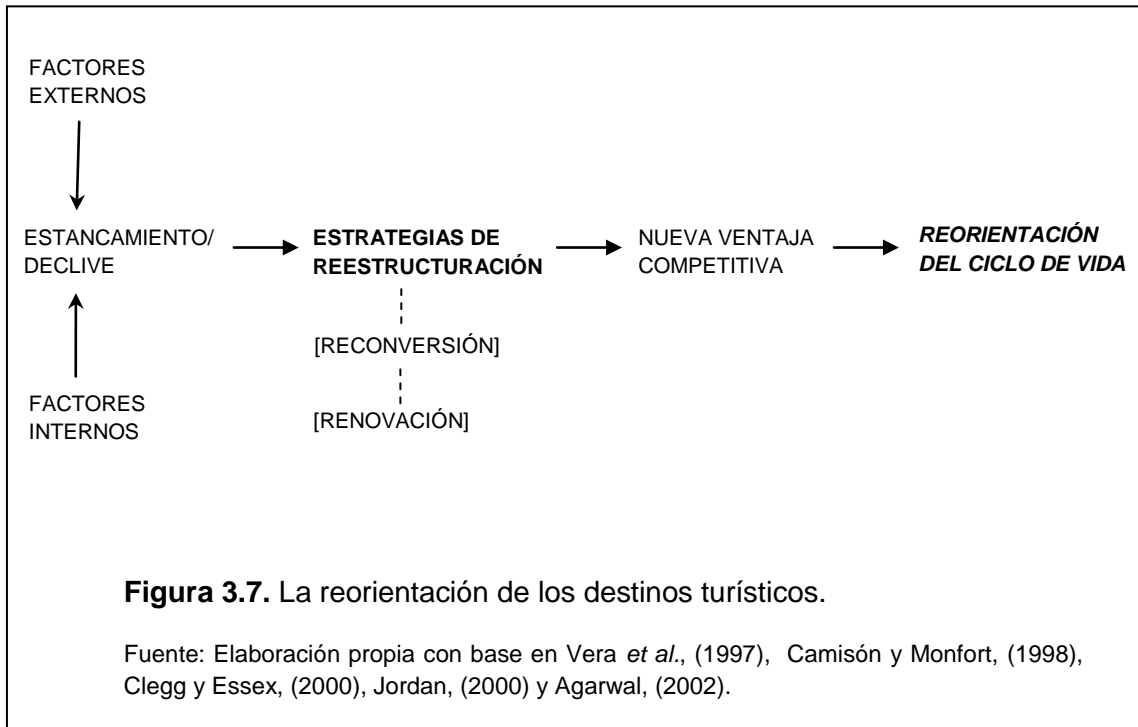 FACTORES
EXTERNOS
ESTANCAMIENTO/
DECLIVE
ESTRATEGIAS DE
REESTRUCTURACIÓN
NUEVA VENTAJA
COMPETITIVA
REORIENTACIÓN
DEL CICLO DE VIDA
[RECONVERSIÓN]
[RENOVACIÓN]
FACTORES
INTERNOS
Figura 3.7. La reorientación de los destinos turísticos.
Fuente: Elaboración propia con base en Vera et al., (1997), Camisón y Monfort, (1998),
Clegg y Essex, (2000), Jordan, (2000) y Agarwal, (2002).